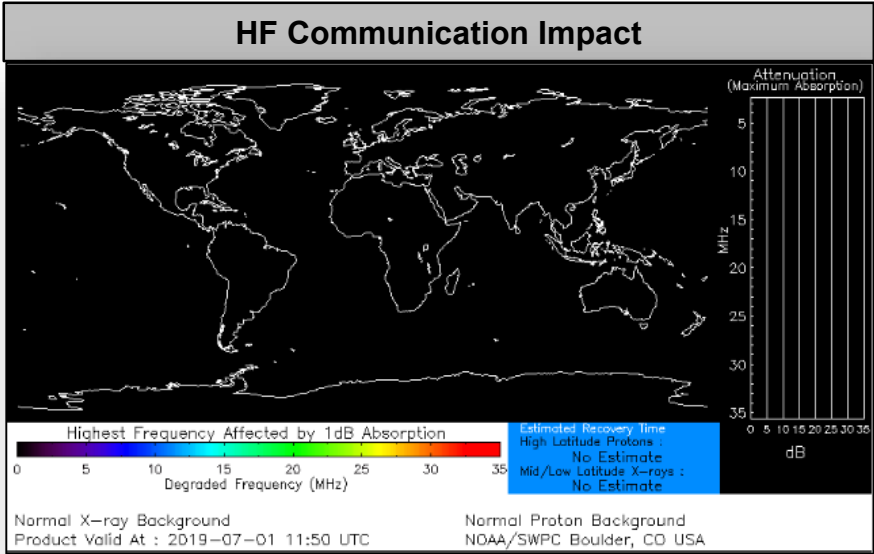 HF Communication Impact
Attenuation
(Maximum Absorption)
5
10
15
20
25
30
35
MHz
0 5 10 15 20 25 30 35
dB
Highest Frequency Affected by 1dB Absorption
0 5 10 15 20 25 30 35
Degraded Frequency (MHz)
Estimated Recovery Time
High Latitude Protons :
No Estimate
Mid/Low Latitude X-rays :
No Estimate
Normal X-ray Background
Normal Proton Background
Product Valid At : 2019-07-01 11:50 UTC
NOAA/SWPC Boulder, CO USA